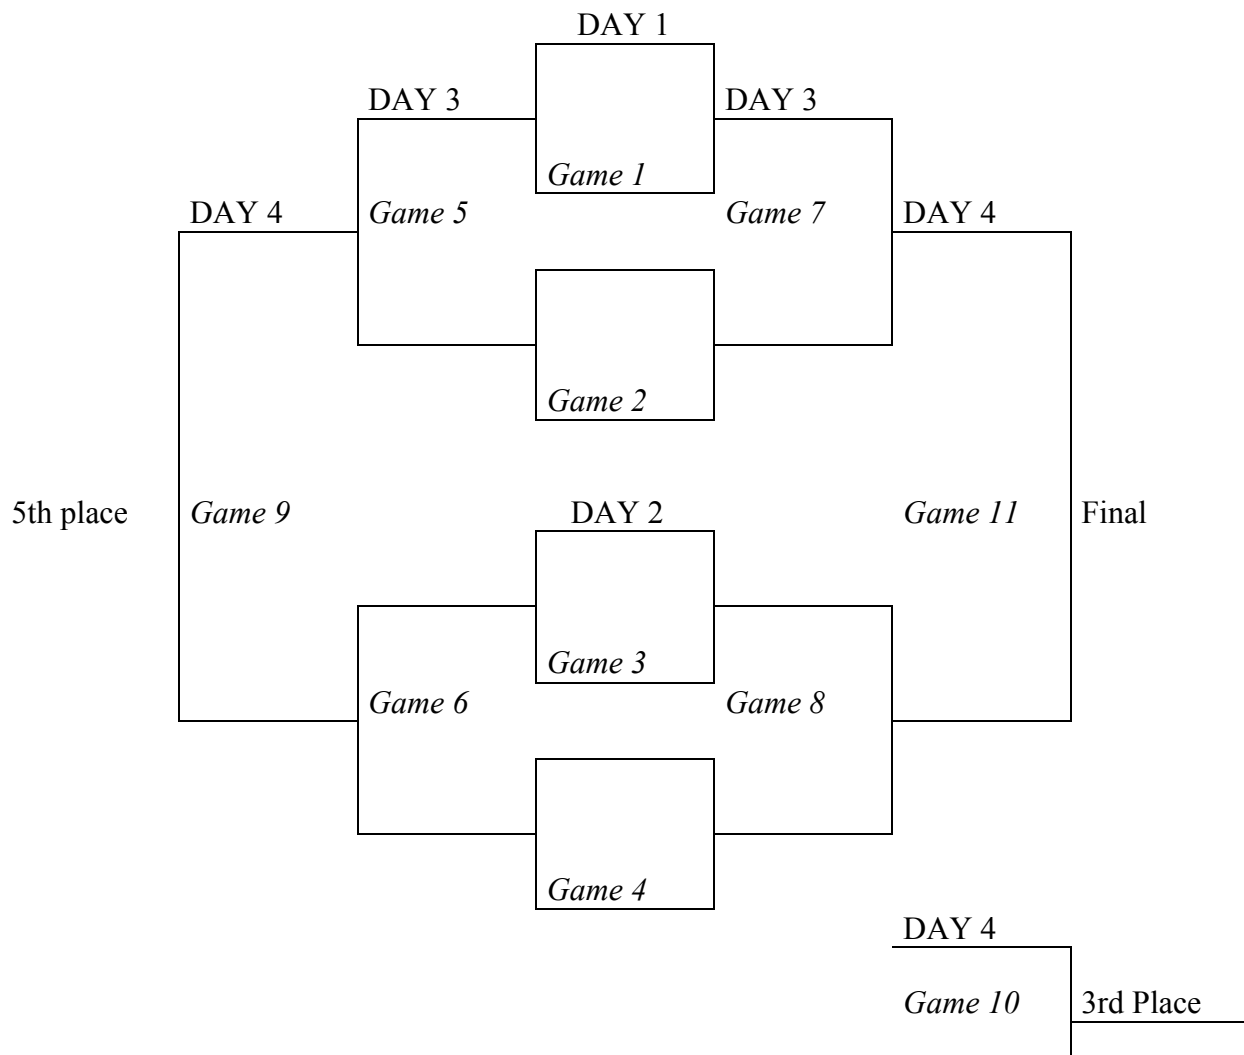 DAY 1
DAY 3
DAY 3
Game 1
DAY 4
Game 5
Game 7
DAY 4
Game 2
5th place
Game 9
DAY 2
Game 11
Final
Game 3
Game 6
Game 8
Game 4
DAY 4
Game 10
3rd Place